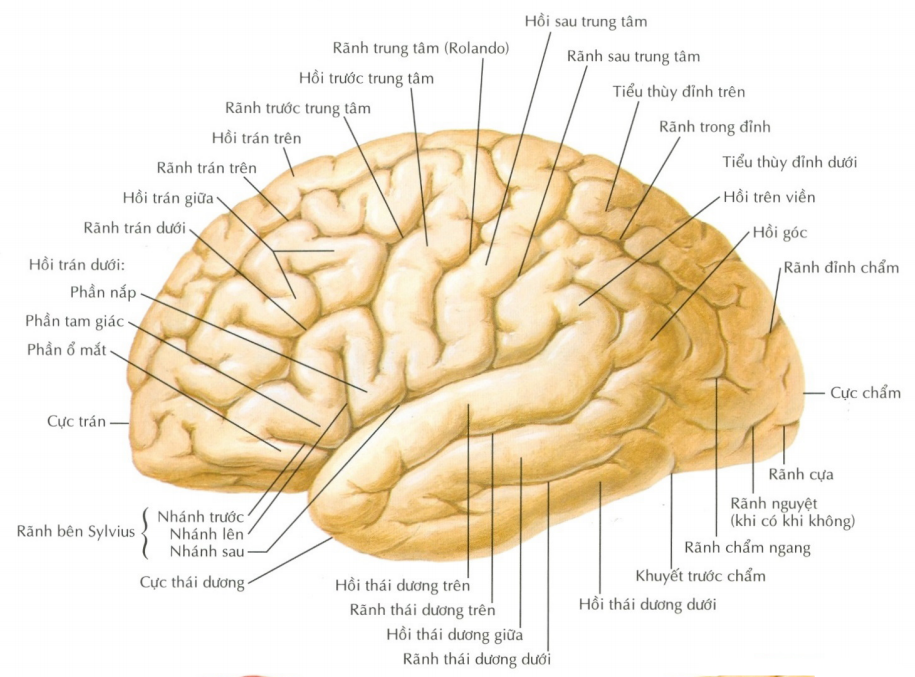 Hồi sau trung tâm
Rãnh trung tâm (Rolando)
Rãnh sau trung tâm
Hồi trước trung tâm
Tiểu thùy đỉnh trên
Rãnh trước trung tâm
Rãnh trong đỉnh
Hồi trán trên
Tiểu thùy đỉnh dưới
Rãnh trán trên
Hồi trán giữa
Hồi trên viền
Rãnh trán dưới
Hồi góc
Hồi trán dưới:
Rãnh đỉnh chẩm
Phần nắp
Phần tam giác
Phần ổ mắt
Cực chẩm
Cực trán
Rãnh cựa
Rãnh nguyệt
(khi có khi không)
Rãnh bên Sylvius
Nhánh trước
Nhánh lên
Nhánh sau
Rãnh chẩm ngang
Khuyết trước chẩm
Cực thái dương
Hồi thái dương trên
Hồi thái dương dưới
Rãnh thái dương trên
Hồi thái dương giữa
Rãnh thái dương dưới